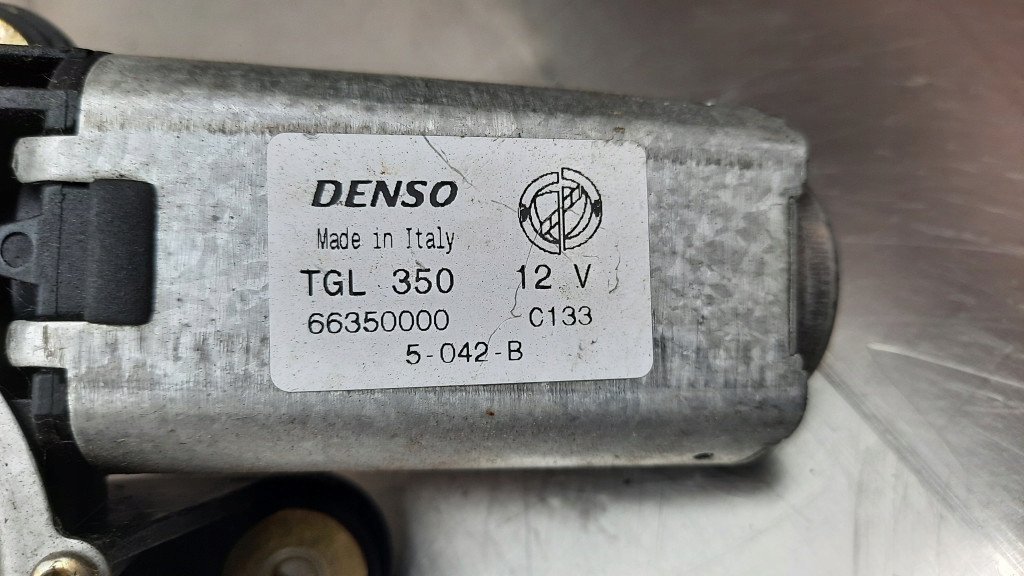 DENSO
Made in Italy
TGL 350 12 V
66350000 C133
5-042-B